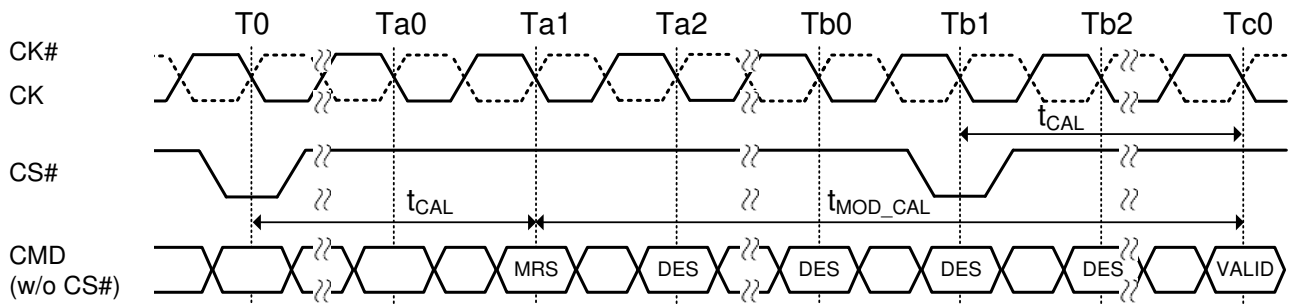 T0 Ta0 Ta1 Ta2 Tb0 Tb1 Tb2 Tc0
CK#
CK
tCAL
CS#
tCAL tMOD_CAL
CMD MRS DES DES DES DES VALID
(w/o CS#)